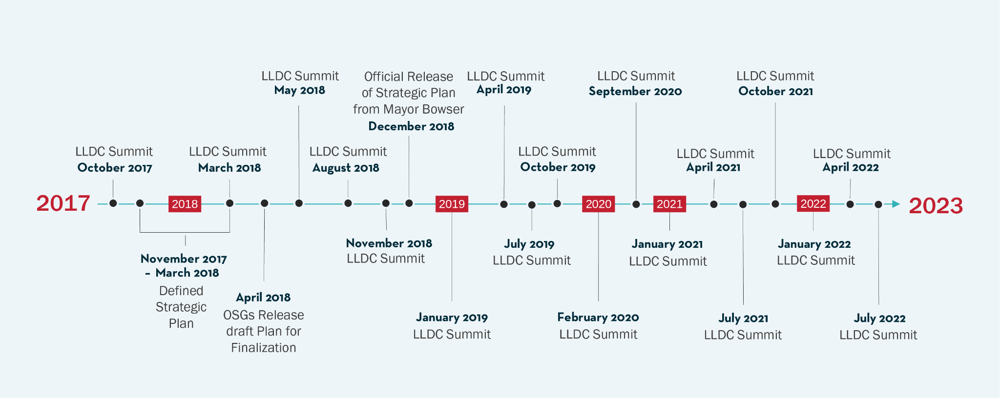 LLDC Summit
May 2018
Official Release
of Strategic Plan
from Mayor Bowser
December 2018
LLDC Summit
April 2019
LLDC Summit
September 2020
LLDC Summit
October 2021
LLDC Summit
October 2017
LLDC Summit
March 2018
LLDC Summit
August 2018
LLDC Summit
October 2019
LLDC Summit
April 2021
LLDC Summit
April 2022
2017
2018
2019
2020
2021
2022
2023
November 2017
– March 2018
Defined
Strategic
Plan
April 2018
OSGs Release
draft Plan for
Finalization
November 2018
LLDC Summit
January 2019
LLDC Summit
July 2019
LLDC Summit
February 2020
LLDC Summit
January 2021
LLDC Summit
July 2021
LLDC Summit
January 2022
LLDC Summit
July 2022
LLDC Summit